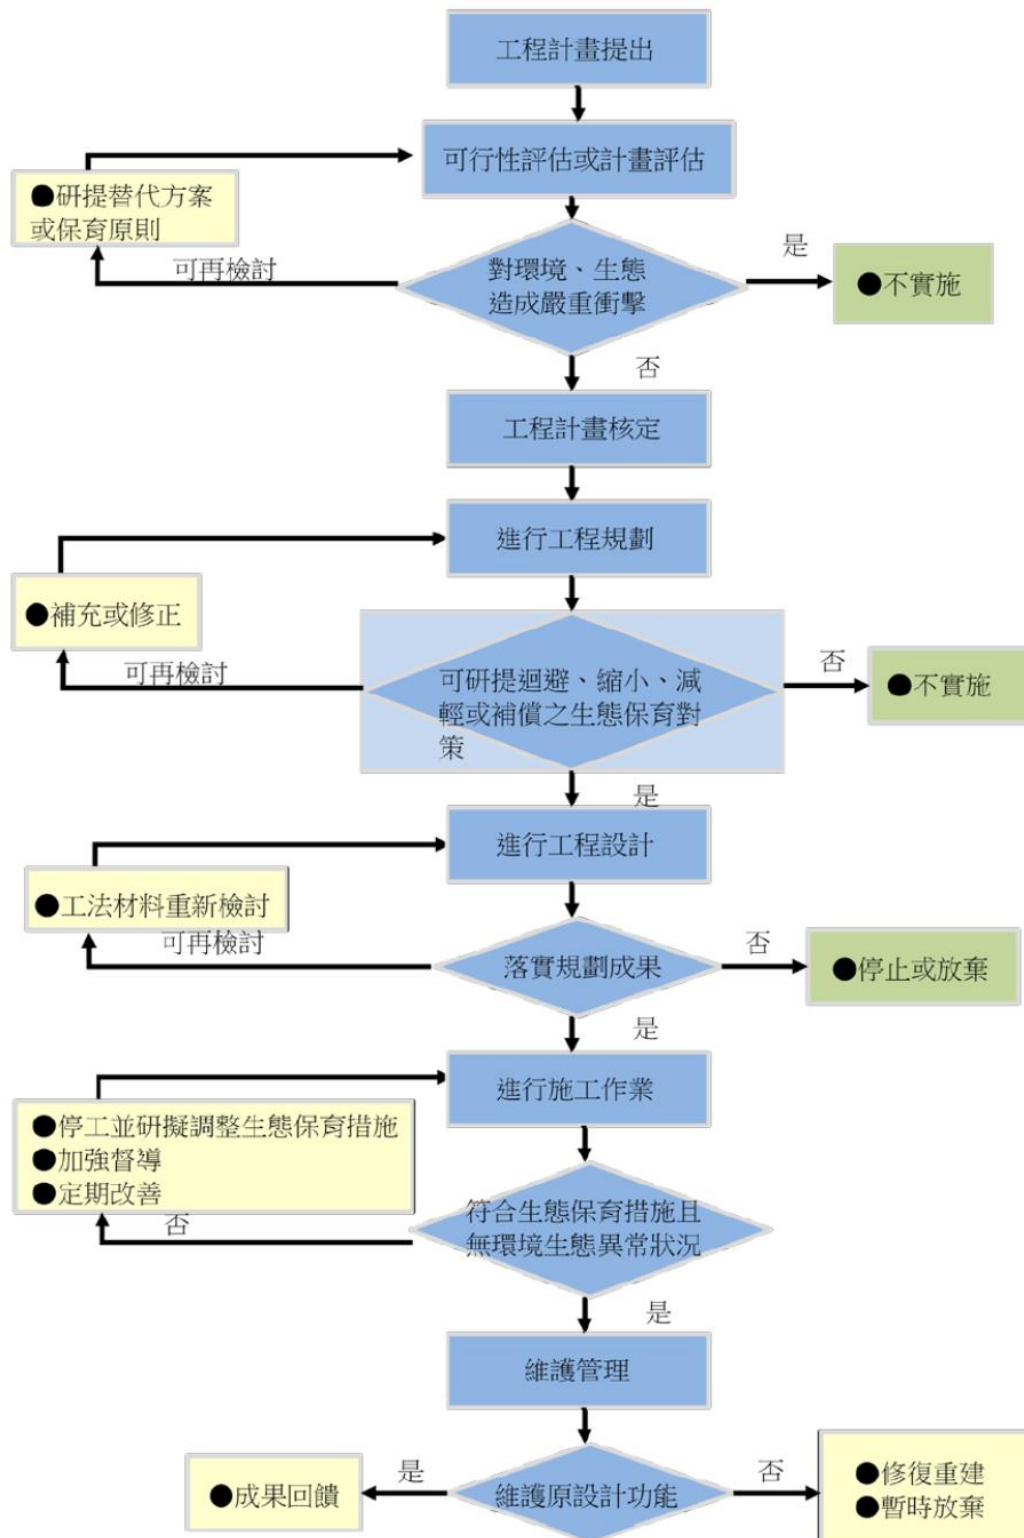 工程計畫提出
可行性評估或計畫評估
●研提替代方案
或保育原則
可再檢討
對環境、生態
造成嚴重衝擊
是
●不實施
否
工程計畫核定
進行工程規劃
●補充或修正
可再檢討
可研提迴避、縮小、減
輕或補償之生態保育對
策
否
●不實施
是
進行工程設計
●工法材料重新檢討
可再檢討
落實規劃成果
否
●停止或放棄
是
進行施工作業
●停工並研擬調整生態保育措施
●加強督導
●定期改善
否
符合生態保育措施且
無環境生態異常狀況
是
維護管理
●成果回饋
是
維護原設計功能
否
●修復重建
●暫時放棄